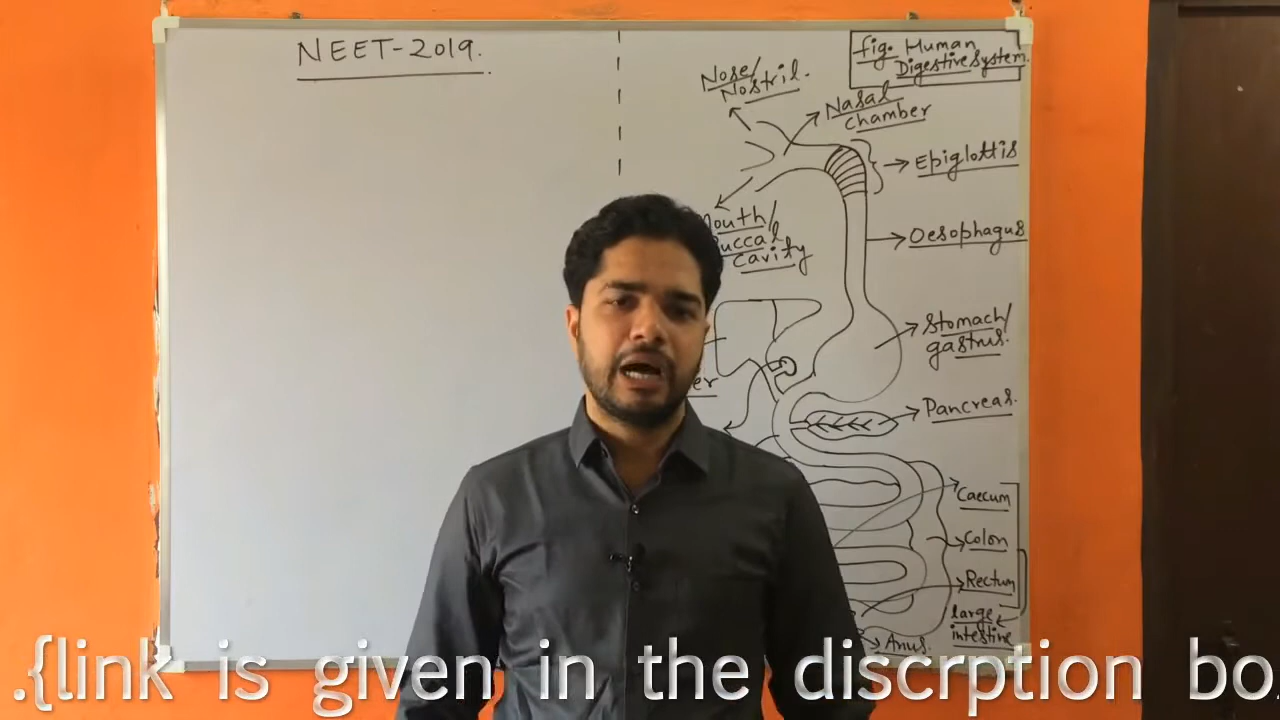 NEET-2019.
fig. Human
Digestive System.
Nose/
Nostril.
Nasal
chamber
Epiglottis
Mouth/
Buccal
cavity
Oesophagus
Stomach/
gastrus.
Pancreas.
Caecum
Colon
Rectum
large
intestine
Anus.
.{link is given in the discrption bo